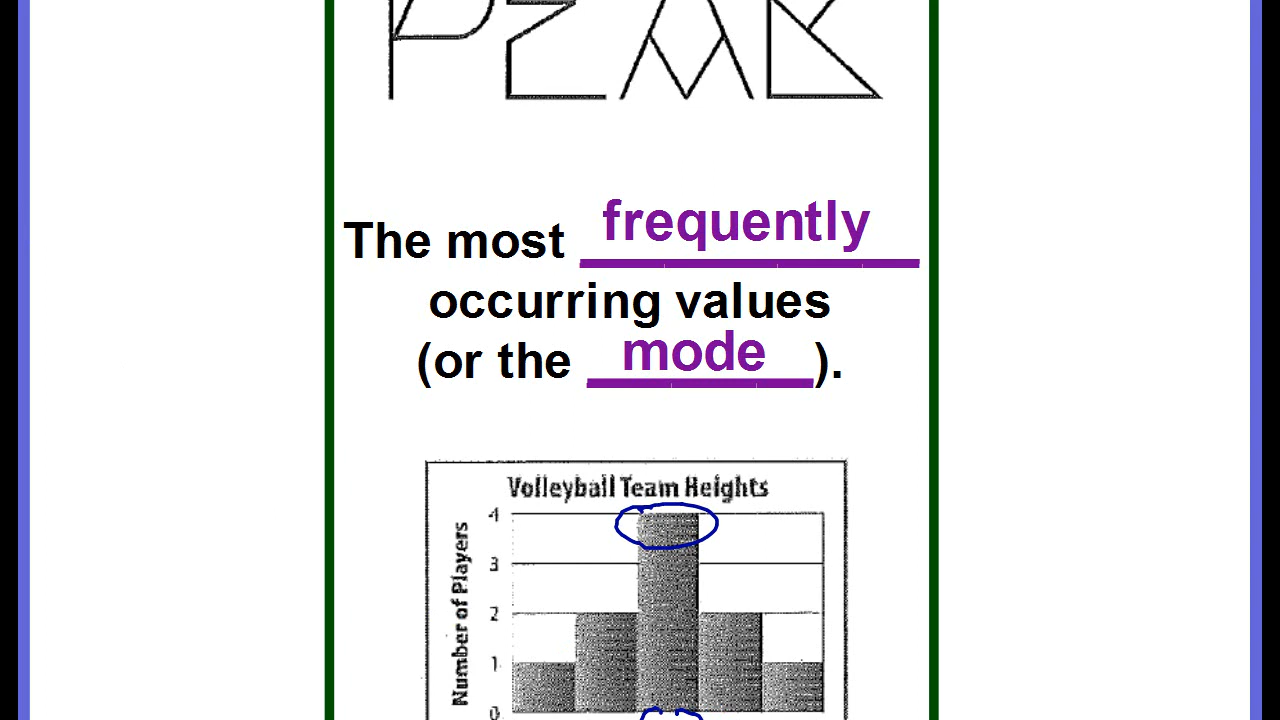 PEAK
The most frequently
occurring values
(or the mode).
Volleyball Team Heights
Number of Players
4
3
2
1
0